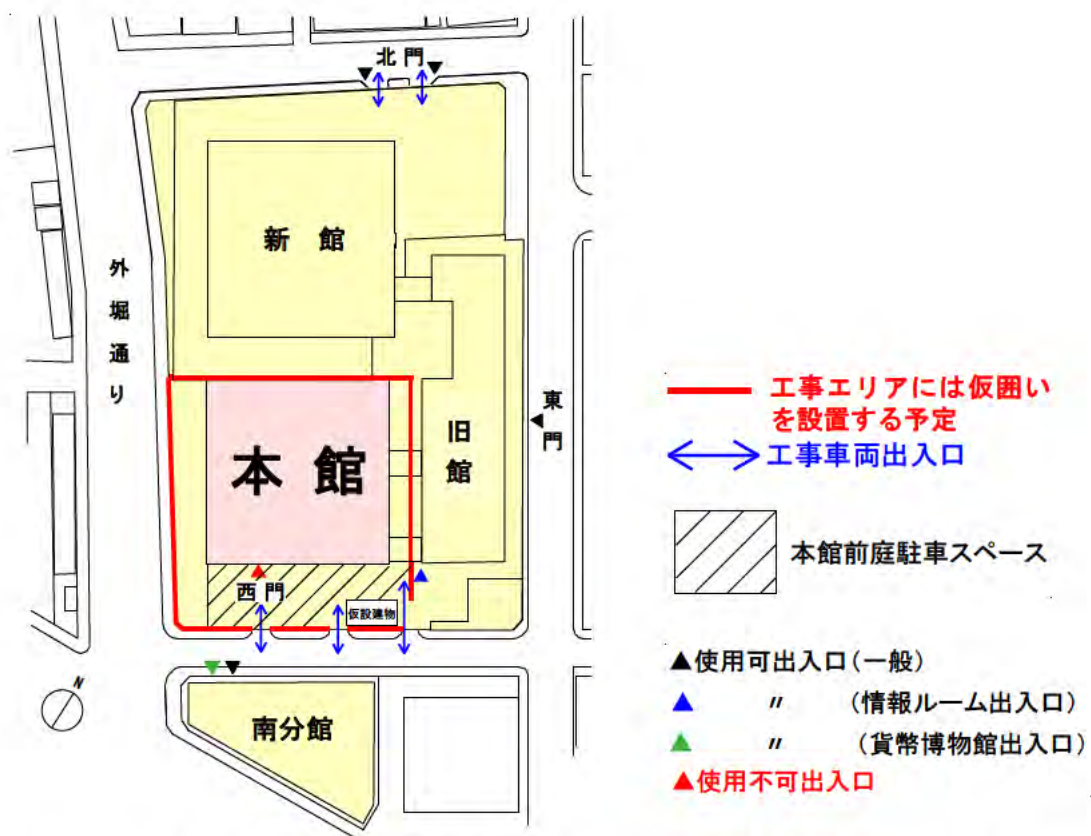 北門
新 館
外堀通り
東門
旧館
本 館
西門
仮設建物
N
南分館
工事エリアには仮囲い
を設置する予定
工事車両出入口
本館前庭駐車スペース
▲使用可出入口(一般)
▲ 〃 (情報ルーム出入口)
▲ 〃 (貨幣博物館出入口)
▲使用不可出入口